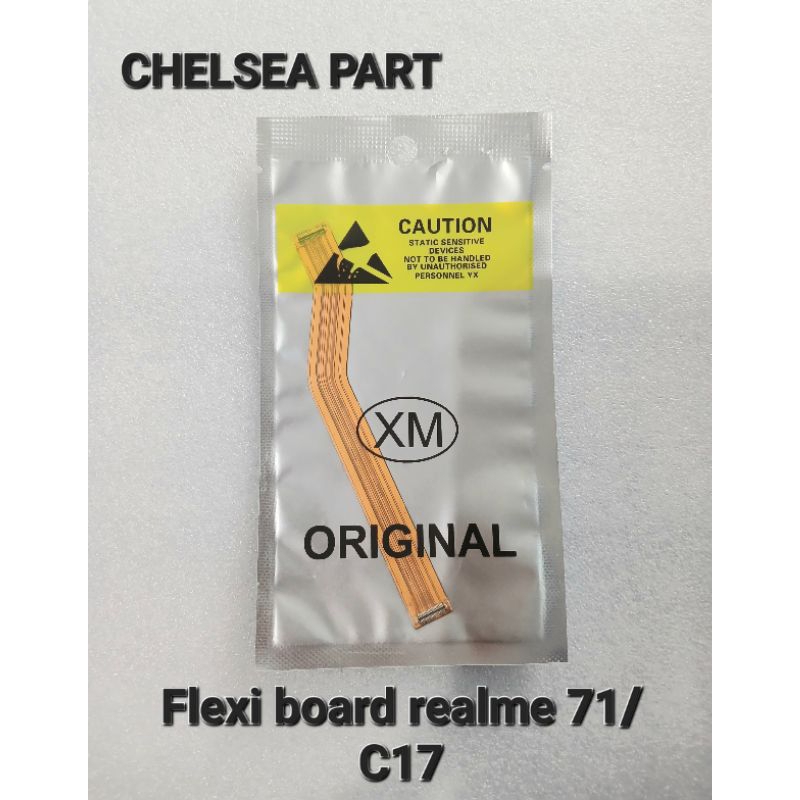 CHELSEA PART
CAUTION
STATIC SENSITIVE
DEVICES
NOT TO BE HANDLED
BY UNAUTHORISED
PERSONNEL YX
XM
ORIGINAL
Flexi board realme 71/
C17